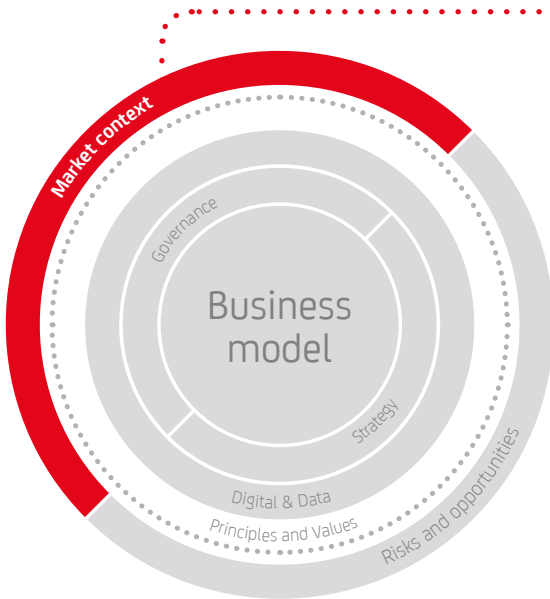 Market context
Governance
Business
model
Strategy
Digital & Data
Principles and Values
Risks and opportunities